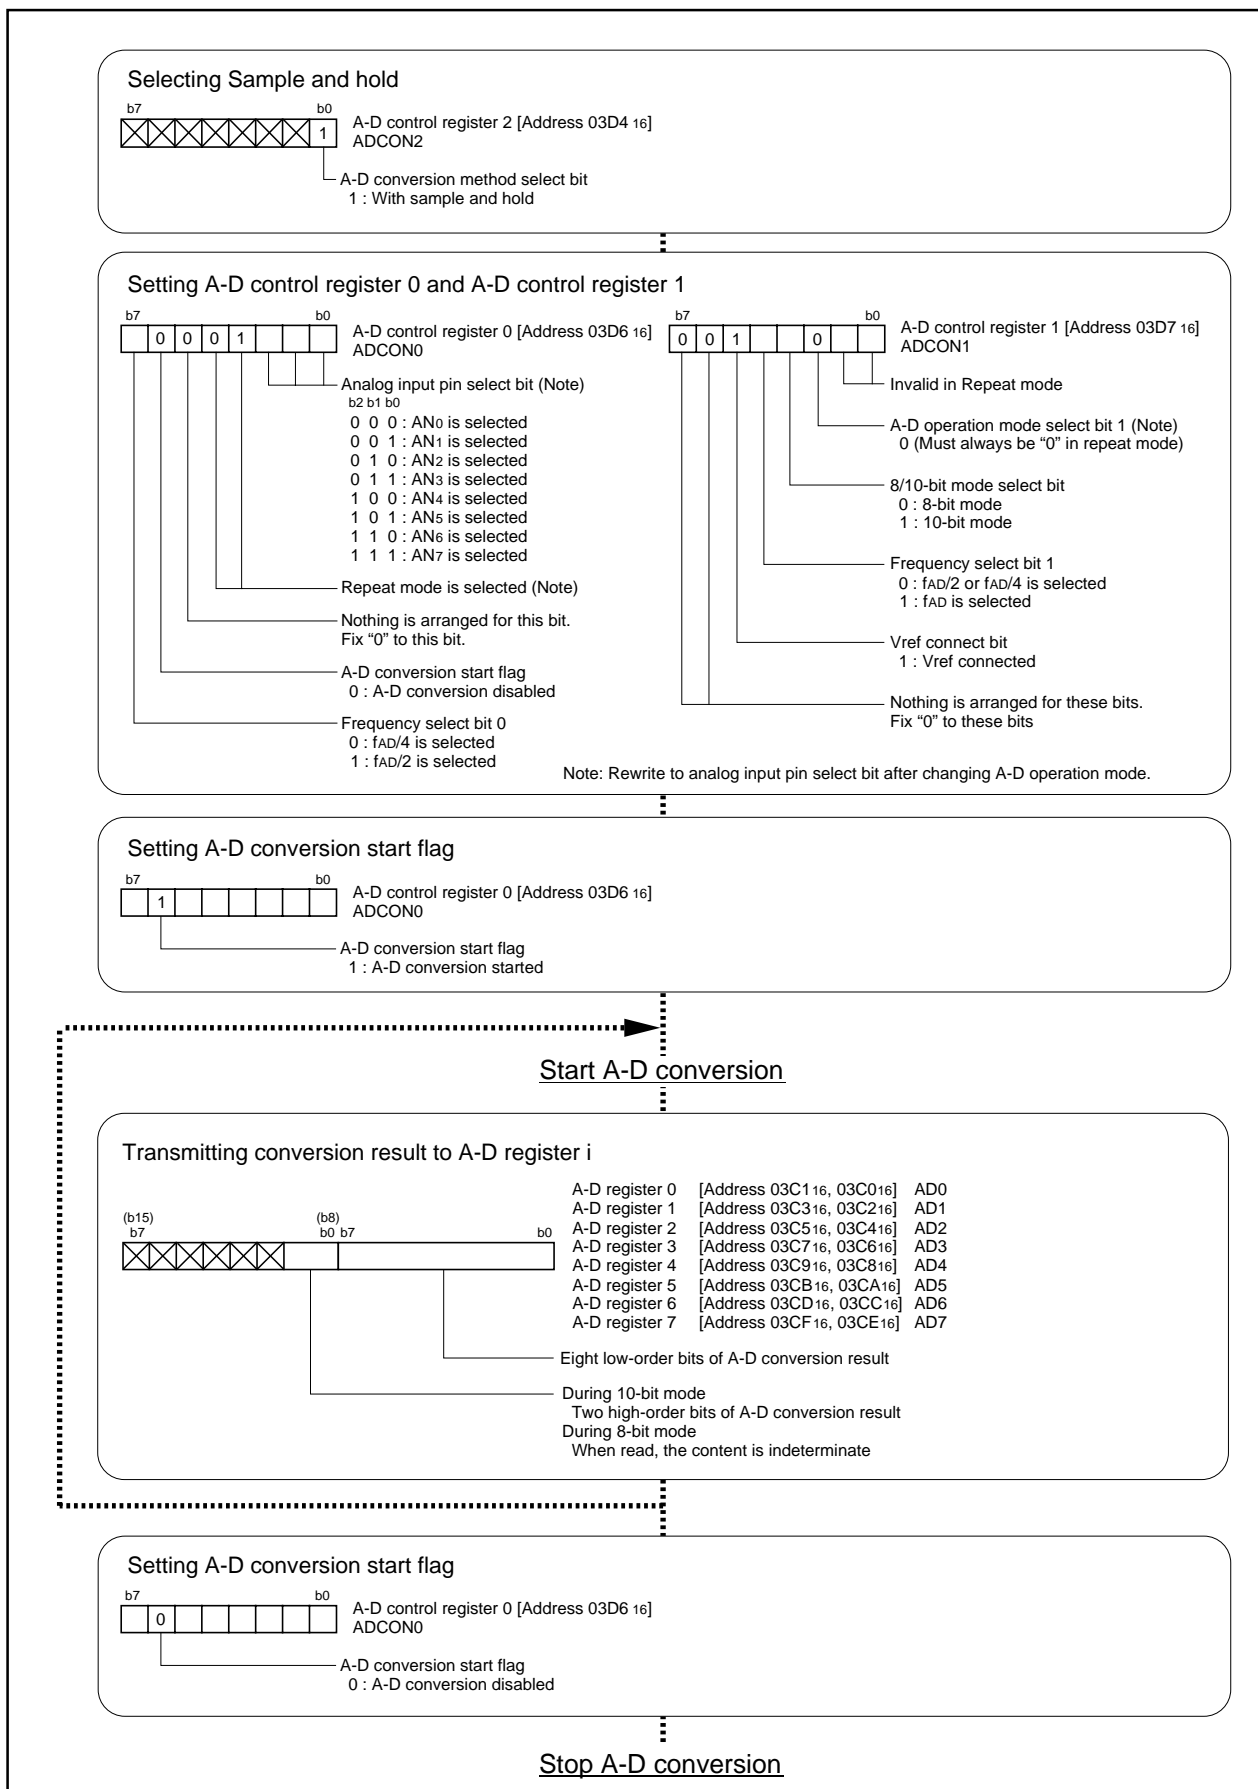 Selecting Sample and hold
b7 b0
1
A-D control register 2 [Address 03D4 16]
ADCON2
A-D conversion method select bit
1 : With sample and hold
Setting A-D control register 0 and A-D control register 1
b7 b0
0 0 0 1
A-D control register 0 [Address 03D6 16]
ADCON0
Analog input pin select bit (Note)
b2 b1 b0
0 0 0 : AN0 is selected
0 0 1 : AN1 is selected
0 1 0 : AN2 is selected
0 1 1 : AN3 is selected
1 0 0 : AN4 is selected
1 0 1 : AN5 is selected
1 1 0 : AN6 is selected
1 1 1 : AN7 is selected
Repeat mode is selected (Note)
Nothing is arranged for this bit.
Fix “0” to this bit.
A-D conversion start flag
0 : A-D conversion disabled
Frequency select bit 0
0 : fAD/4 is selected
1 : fAD/2 is selected
b7 b0
0 0 1 0
A-D control register 1 [Address 03D7 16]
ADCON1
Invalid in Repeat mode
A-D operation mode select bit 1 (Note)
0 (Must always be “0” in repeat mode)
8/10-bit mode select bit
0 : 8-bit mode
1 : 10-bit mode
Frequency select bit 1
0 : fAD/2 or fAD/4 is selected
1 : fAD is selected
Vref connect bit
1 : Vref connected
Nothing is arranged for these bits.
Fix “0” to these bits
Note: Rewrite to analog input pin select bit after changing A-D operation mode.
Setting A-D conversion start flag
b7 b0
1
A-D control register 0 [Address 03D6 16]
ADCON0
A-D conversion start flag
1 : A-D conversion started
Start A-D conversion
Transmitting conversion result to A-D register i
A-D register 0 [Address 03C116, 03C016] AD0
A-D register 1 [Address 03C316, 03C216] AD1
A-D register 2 [Address 03C516, 03C416] AD2
A-D register 3 [Address 03C716, 03C616] AD3
A-D register 4 [Address 03C916, 03C816] AD4
A-D register 5 [Address 03CB16, 03CA16] AD5
A-D register 6 [Address 03CD16, 03CC16] AD6
A-D register 7 [Address 03CF16, 03CE16] AD7
(b15) (b8)
b7 b0 b7 b0
Eight low-order bits of A-D conversion result
During 10-bit mode
Two high-order bits of A-D conversion result
During 8-bit mode
When read, the content is indeterminate
Setting A-D conversion start flag
b7 b0
0
A-D control register 0 [Address 03D6 16]
ADCON0
A-D conversion start flag
0 : A-D conversion disabled
Stop A-D conversion